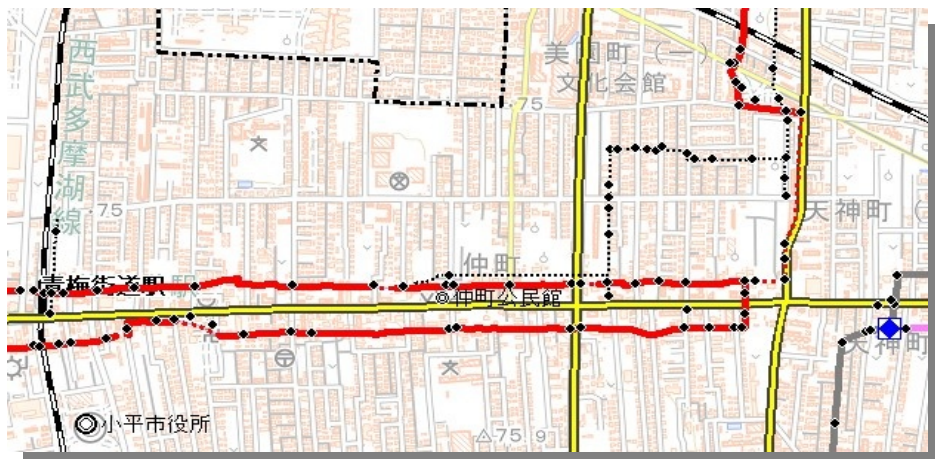 西武多摩湖線
美園町（一）
文化会館
・75
・75
天神町（
仲町
青梅街道駅
駅
仲町公民館
天神町
小平市役所
△75.9